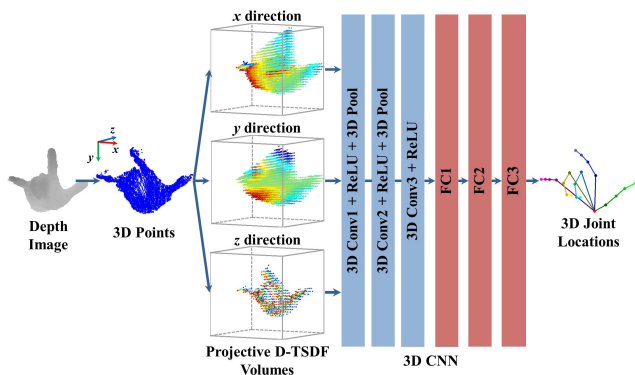 x direction
y direction
z direction
z
x
y
Depth
Image
3D Points
Projective D-TSDF
Volumes
3D Conv1 + ReLU + 3D Pool
3D Conv2 + ReLU + 3D Pool
3D Conv3 + ReLU
FC1
FC2
FC3
3D CNN
3D Joint
Locations